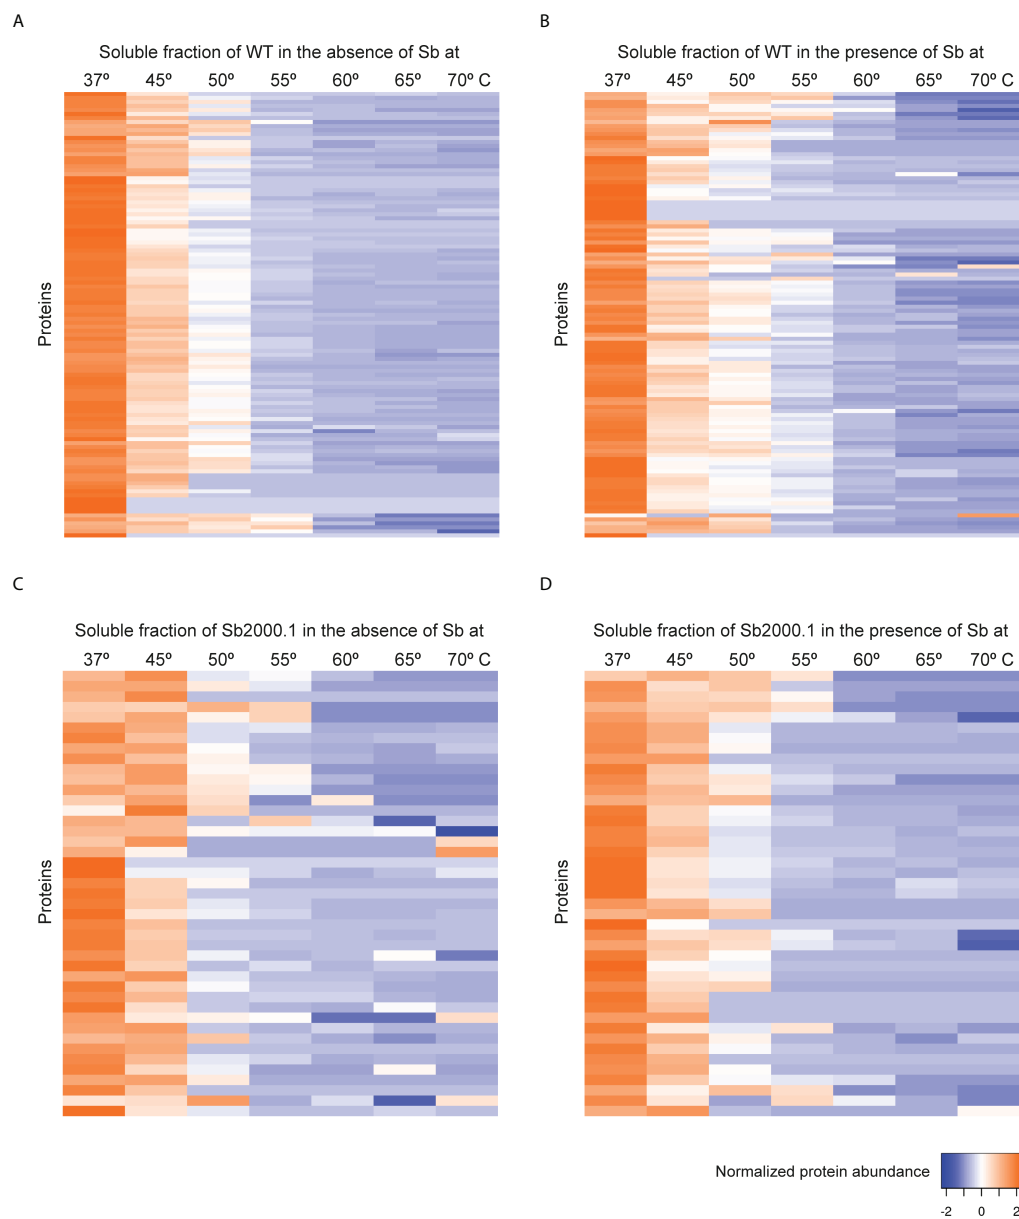 A
B
Soluble fraction of WT in the absence of Sb at
Soluble fraction of WT in the presence of Sb at
37º 45º 50º 55º 60º 65º 70º C
37º 45º 50º 55º 60º 65º 70º C
Proteins
Proteins
C
D
Soluble fraction of Sb2000.1 in the absence of Sb at
Soluble fraction of Sb2000.1 in the presence of Sb at
37º 45º 50º 55º 60º 65º 70º C
37º 45º 50º 55º 60º 65º 70º C
Proteins
Proteins
Normalized protein abundance
-2 0 2